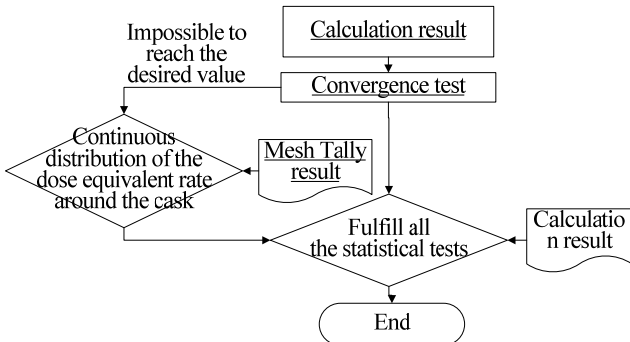 Calculation result
Impossible to
reach the
desired value
Convergence test
Continuous
distribution of the
dose equivalent rate
around the cask
Mesh Tally
result
Fulfill all
the statistical tests
Calculatio
n result
End